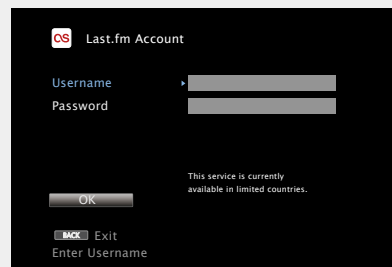 Last.fm Account
Username
Password
This service is currently
available in limited countries.
OK
BACK Exit
Enter Username